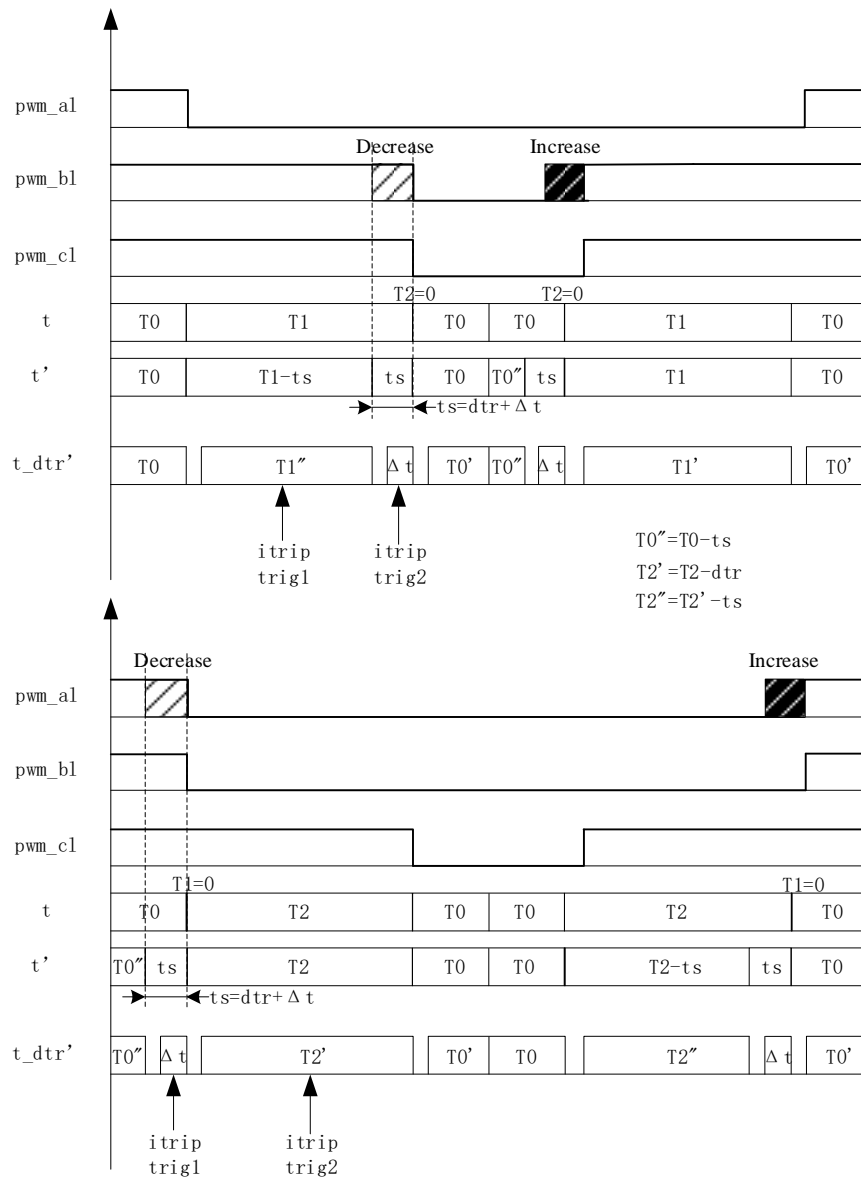 pwm_al
Decrease Increase
pwm_bl
pwm_cl
T2=0 T2=0
t T0 T1 T0 T0 T1 T0
t' T0 T1-ts ts T0 T0″ ts T1 T0
ts=dtr+Δt
t_dtr' T0 T1″ Δt T0' T0″ Δt T1' T0'
itrip itrip
trig1 trig2
T0″=T0-ts
T2'=T2-dtr
T2″=T2'-ts
Decrease Increase
pwm_al
pwm_bl
pwm_cl
T1=0 T1=0
t T0 T2 T0 T0 T2 T0
t' T0″ ts T2 T0 T0 T2-ts ts T0
ts=dtr+Δt
t_dtr' T0″ Δt T2' T0' T0 T2″ Δt T0'
itrip itrip
trig1 trig2